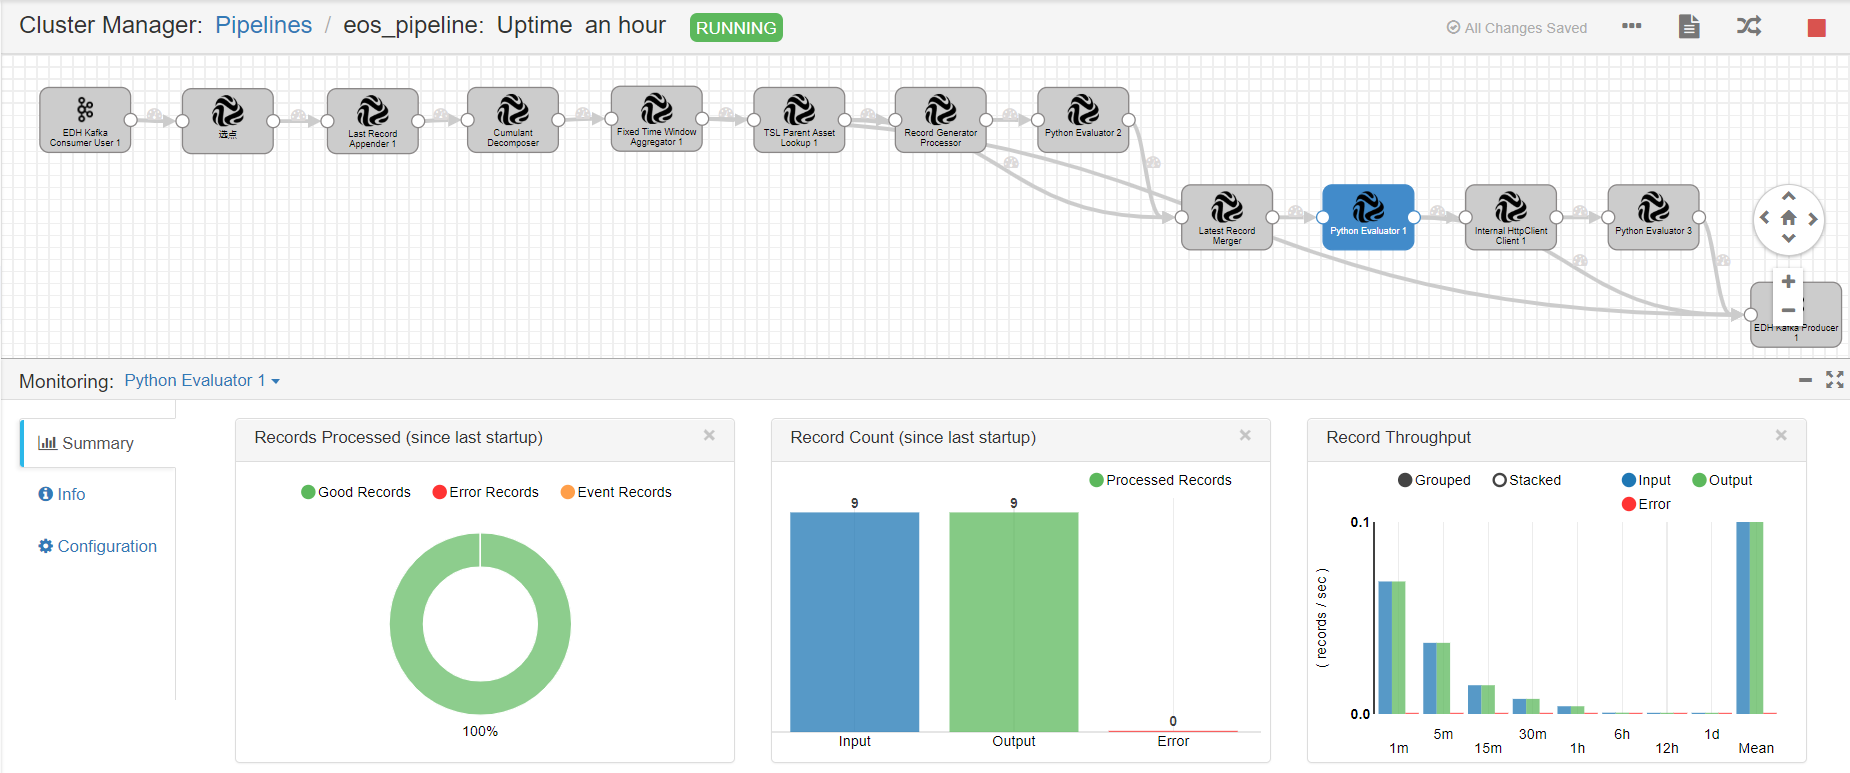 Cluster Manager: Pipelines / eos_pipeline: Uptime an hour RUNNING
All Changes Saved
EDH Kafka
Consumer User 1
选点
Last Record
Appender 1
Cumulant
Decomposer
Fixed Time Window
Aggregator 1
TSL Parent Asset
Lookup 1
Record Generator
Processor
Python Evaluator 2
Latest Record
Merger
Python Evaluator 1
Internal HttpClient
Client 1
Python Evaluator 3
EDH Kafka Producer
1
Monitoring: Python Evaluator 1
Summary
Info
Configuration
Records Processed (since last startup)
Good Records Error Records Event Records
100%
Record Count (since last startup)
Processed Records
9 9 0
Input Output Error
Record Throughput
Grouped Stacked Input Output
Error
0.1
( records / sec )
0.0
5m 30m 6h 1d
1m 15m 1h 12h Mean